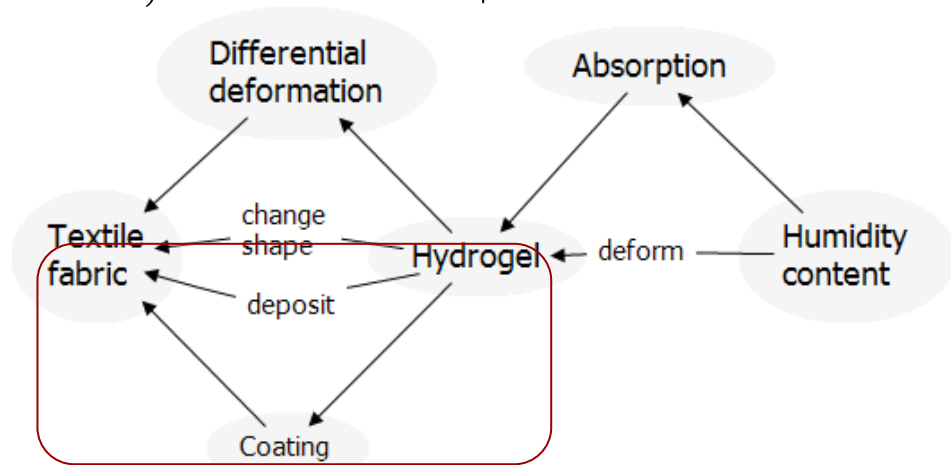 Differential
deformation
Absorption
change
shape
Textile
fabric
Hydrogel
deform
Humidity
content
deposit
Coating